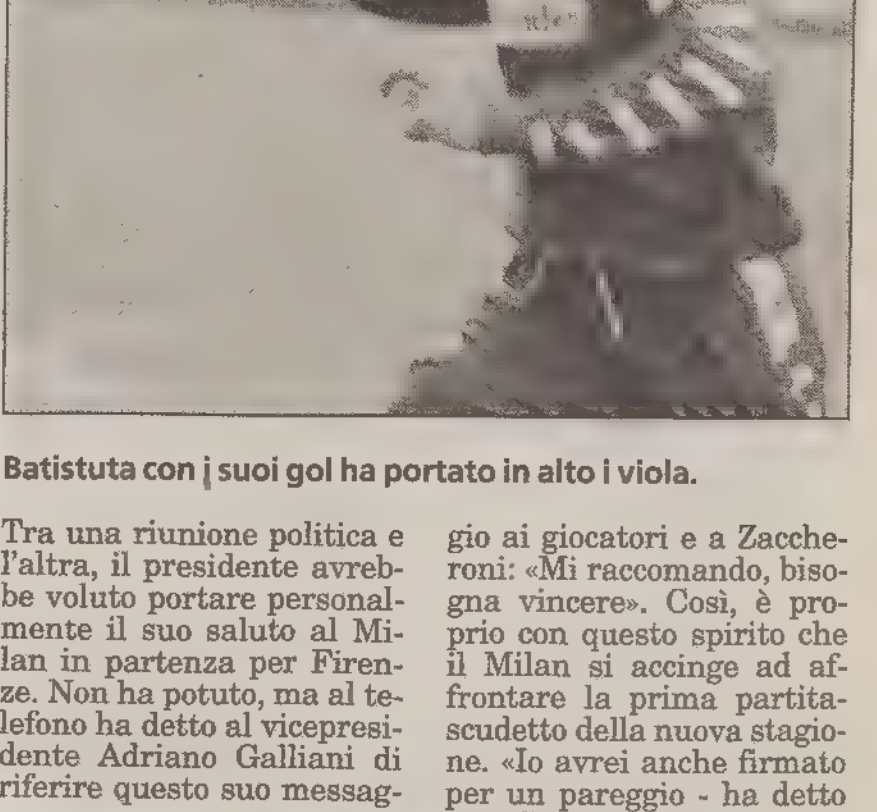 Batistuta con i suoi gol ha portato in alto i viola.
Tra una riunione politica e
l'altra, il presidente avreb-
be voluto portare personal-
mente il suo saluto al Mi-
lan in partenza per Firen-
ze. Non ha potuto, ma al te-
lefono ha detto al vicepresi-
dente Adriano Galliani di
riferire questo suo messag-
gio ai giocatori e a Zacche-
roni: «Mi raccomando, biso-
gna vincere». Così, è pro-
prio con questo spirito che
il Milan si accinge ad af-
frontare la prima partita-
scudetto della nuova stagio-
ne. «Io avrei anche firmato
per un pareggio - ha detto